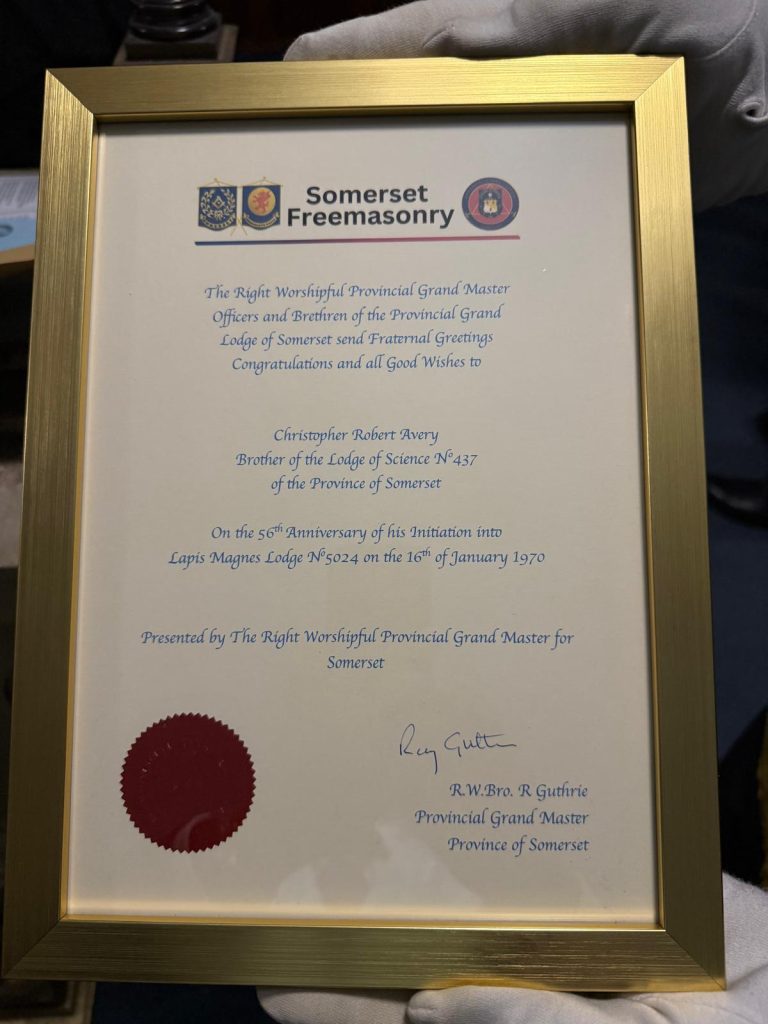 Somerset
Freemasonry
The Right Worshipful Provincial Grand Master
Officers and Brethren of the Provincial Grand
Lodge of Somerset send Fraternal Greetings
Congratulations and all Good Wishes to
Christopher Robert Avery
Brother of the Lodge of Science Nº437
of the Province of Somerset
On the 56th Anniversary of his Initiation into
Lapis Magnes Lodge Nº5024 on the 16th of January 1970
Presented by The Right Worshipful Provincial Grand Master for
Somerset
Ray Guthrie
R.W.Bro. R Guthrie
Provincial Grand Master
Province of Somerset